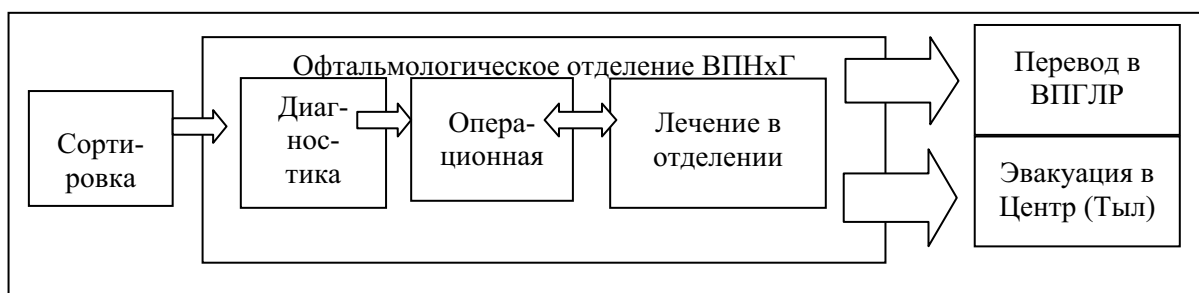 Офтальмологическое отделение ВПНхГ
Сорти-
ровка
Диаг-
нос-
тика
Опера-
ционная
Лечение в
отделении
Перевод в
ВПГЛР
Эвакуация в
Центр (Тыл)